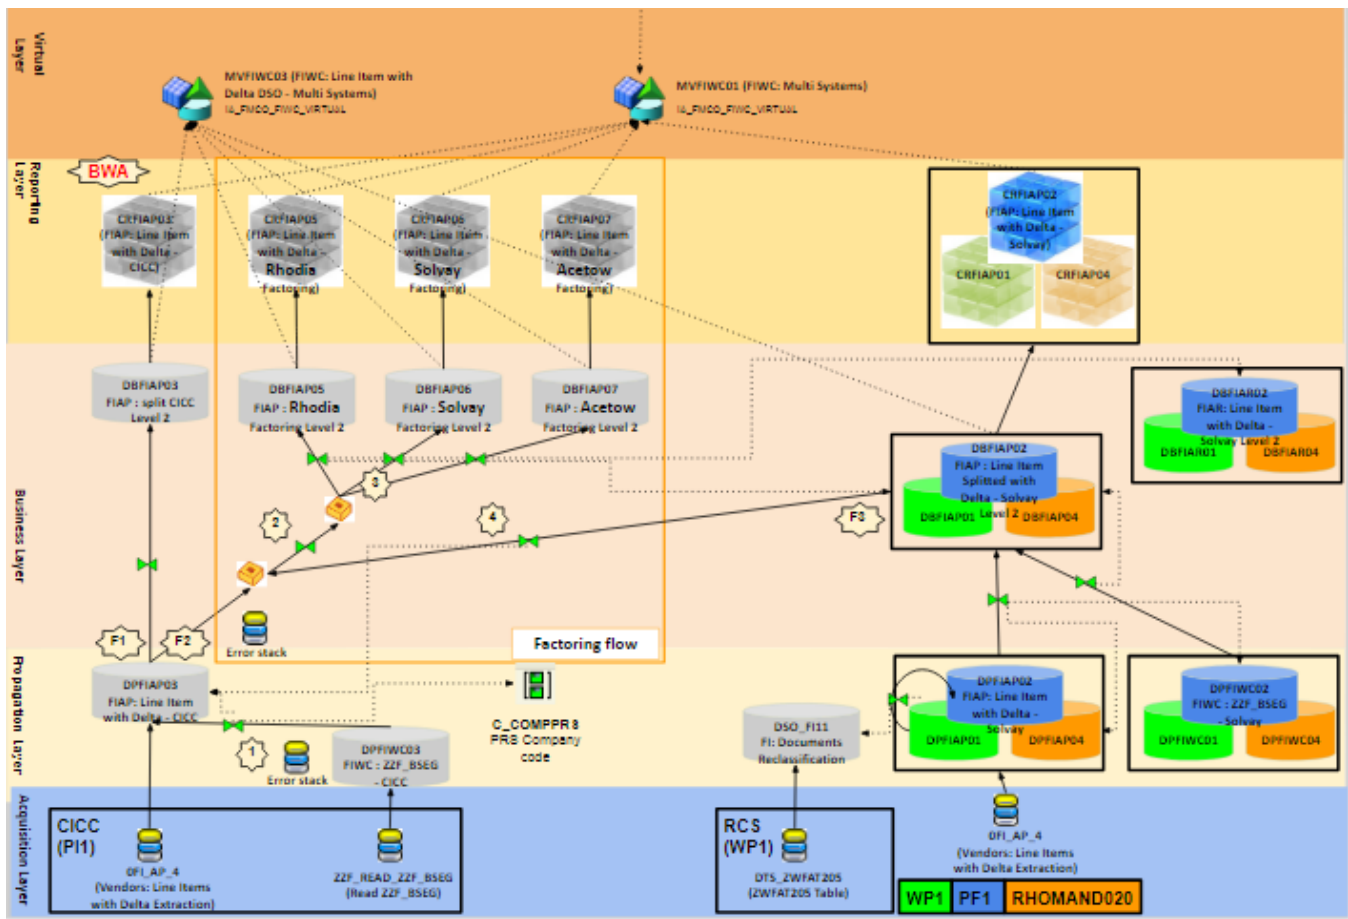 Virtual
Layer
MVFIWC03 (FIWC: Line Item with
Delta DSO - Multi Systems)
IA_FMCO_FIWC_VIRTUAL
MVFIWC01 (FIWC: Multi Systems)
IA_FMCO_FIWC_VIRTUAL
Reporting
Layer
BWA
CRFIAP03
(FIAP: Line Item
with Delta -
CICC)
CRFIAP05
(FIAP: Line Item
with Delta -
Rhodia
Factoring)
CRFIAP06
(FIAP: Line Item
with Delta -
Solvay
Factoring)
CRFIAP07
(FIAP: Line Item
with Delta -
Acetow
Factoring)
CRFIAP02
(FIAP: Line Item
with Delta -
Solvay)
CRFIAP01
CRFIAP04
Business Layer
DBFIAP03
FIAP : split CICC
Level 2
DBFIAP05
FIAP : Rhodia
Factoring Level 2
DBFIAP06
FIAP : Solvay
Factoring Level 2
DBFIAP07
FIAP : Acetow
Factoring Level 2
DBFIAR02
FIAR: Line Item
with Delta -
Solvay Level 2
DBFIAR01
DBFIAR04
DBFIAP02
FIAP : Line Item
Splitted with
Delta - Solvay
Level 2
DBFIAP01
DBFIAP04
3
2
4
F3
F1
F2
Error stack
Factoring flow
Propagation Layer
DPFIAP03
FIAP: Line Item
with Delta - CICC
1
Error stack
DPFIWC03
FIWC : ZZF_BSEG
- CICC
C_COMPPR8
PR8 Company
code
DSO_FI11
FI: Documents
Reclassification
DPFIAP02
FIAP: Line Item
with Delta -
Solvay
DPFIAP01
DPFIAP04
DPFIWC02
FIWC : ZZF_BSEG
- Solvay
DPFIWC01
DPFIWC04
Acquisition Layer
CICC
(PI1)
0FI_AP_4
(Vendors: Line Items
with Delta Extraction)
ZZF_READ_ZZF_BSEG
(Read ZZF_BSEG)
RCS
(WP1)
DTS_ZWFAT205
(ZWFAT205 Table)
0FI_AP_4
(Vendors: Line Items
with Delta Extraction)
WP1
PF1
RHOMAND020